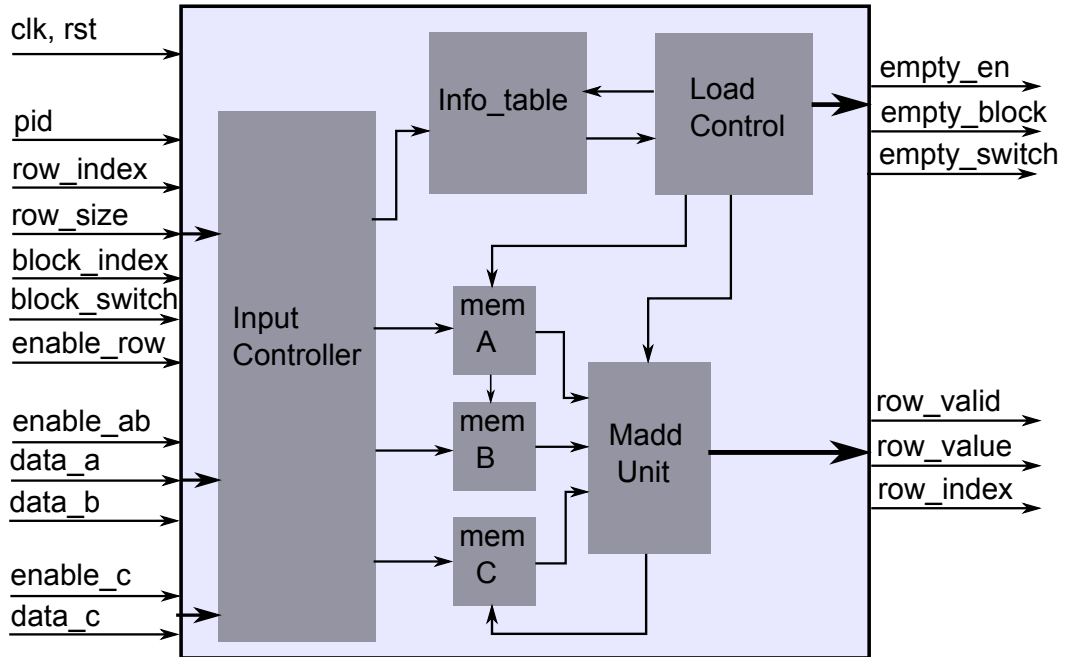 clk, rst
pid
row_index
row_size
block_index
block_switch
enable_row
enable_ab
data_a
data_b
enable_c
data_c
Input
Controller
Info_table
Load
Control
mem
A
mem
B
mem
C
Madd
Unit
empty_en
empty_block
empty_switch
row_valid
row_value
row_index